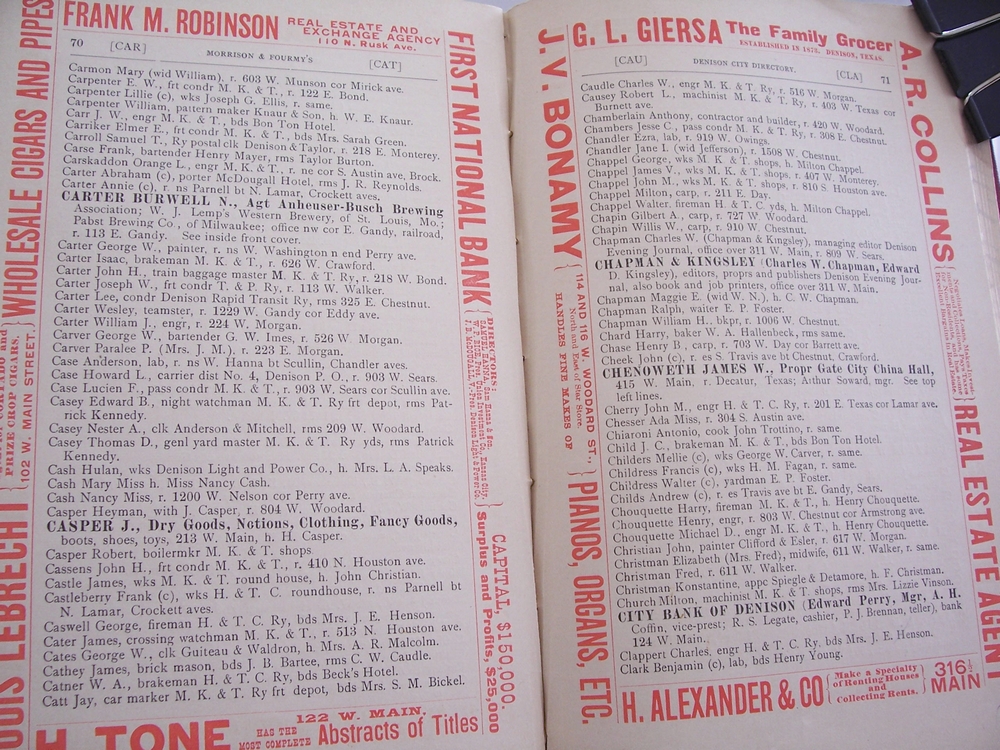 FRANK M. ROBINSON REAL ESTATE AND EXCHANGE AGENCY 110 N. Rusk Ave.
70 [CAR] MORRISON & FOURMY'S [CAT]
Carmon Mary (wid William), r. 603 W. Munson cor Mirick ave.
Carpenter E. W., frt condr M. K. & T., r. 122 E. Bond.
Carpenter Lillie (c), wks Joseph G. Ellis, r. same.
Carpenter William, pattern maker Knaur & Son, h. W. E. Knaur.
Carr J. W., engr M. K. & T., bds Bon Ton Hotel.
Carriker Elmer E., frt condr M. K. & T., bds Mrs. Sarah Green.
Carroll Samuel T., Ry postal clk Denison & Taylor, r. 218 E. Monterey.
Carse Frank, bartender Henry Mayer, rms Taylor Burton.
Carskaddon Orange L., engr M. K. & T., r. ne cor S. Austin ave, Brock.
Carter Abraham (c), porter McDougall Hotel, rms J. R. Reynolds.
Carter Annie (c), r. ns Parnell bt N. Lamar, Crockett aves.
CARTER BURWELL N., Agt Anheuser-Busch Brewing
Association; W. J. Lemp's Western Brewery, of St. Louis, Mo.;
Pabst Brewing Co., of Milwaukee; office nw cor E. Gandy, railroad,
r. 113 E. Gandy. See inside front cover.
Carter George W., painter, r. ns W. Washington n end Perry ave.
Carter Isaac, brakeman M. K. & T., r. 626 W. Crawford.
Carter John H., train baggage master M. K. & T. Ry, r. 218 W. Bond.
Carter Joseph W., frt condr T. & P. Ry, r. 113 W. Walker.
Carter Lee, condr Denison Rapid Transit Ry, rms 325 E. Chestnut.
Carter Wesley, teamster, r. 1229 W. Gandy cor Eddy ave.
Carter William J., engr, r. 224 W. Morgan.
Carver George W., bartender G. W. Imes, r. 526 W. Morgan.
Carver Paralee P. (Mrs. J. M.), r. 223 E. Morgan.
Case Anderson, lab, r. ns W. Hanna bt Scullin, Chandler aves.
Case Howard L., carrier dist No. 4, Denison P. O., r. 903 W. Sears.
Case Lucien F., pass condr M. K. & T., r. 903 W. Sears cor Scullin ave.
Casey Edward B., night watchman M. K. & T. Ry frt depot, rms Pat-
rick Kennedy.
Casey Nester A., clk Anderson & Mitchell, rms 209 W. Woodard.
Casey Thomas D., genl yard master M. K. & T. Ry yds, rms Patrick
Kennedy.
Cash Hulan, wks Denison Light and Power Co., h. Mrs. L. A. Speaks.
Cash Mary Miss h. Miss Nancy Cash.
Cash Nancy Miss, r. 1200 W. Nelson cor Perry ave.
Casper Heyman, with J. Casper, r. 804 W. Woodard.
CASPER J., Dry Goods, Notions, Clothing, Fancy Goods,
boots, shoes, toys, 213 W. Main, h. H. Casper.
Casper Robert, boilermkr M. K. & T. shops
Cassens John H., frt condr M. K. & T., r. 410 N. Houston ave.
Castle James, wks M. K. & T. round house, h. John Christian.
Castleberry Frank (c), wks H. & T. C. roundhouse, r. ns Parnell bt
N. Lamar, Crockett aves.
Caswell George, fireman H. & T. C. Ry, bds Mrs. J. E. Henson.
Cater James, crossing watchman M. K. & T., r. 513 N. Houston ave.
Cates George W., clk Guiteau & Waldron, h. Mrs. A. R. Malcolm.
Cathey James, brick mason, bds J. B. Bartee, rms C. W. Caudle.
Catner W. A., brakeman H. & T. C. Ry, bds Beck's Hotel.
Catt Jay, car marker M. K. & T. Ry frt depot, bds Mrs. S. M. Bickel.
TONE HAS THE MOST COMPLETE 122 W. MAIN. Abstracts of Titles
LEBRECHT
PRIZE CROP CIGARS.
102 W. MAIN STREET.
WHOLESALE CIGARS AND PIPES
FIRST NATIONAL BANK
DIRECTORS:
CAPITAL, $150,000.
Surplus and Profits, $25,000
G. L. GIERSA The Family Grocer
ESTABLISHED IN 1872. DENISON, TEXAS.
[CAU] DENISON CITY DIRECTORY. [CLA] 71
Caudle Charles W., engr M. K. & T. Ry, r. 516 W. Morgan.
Causey Robert L., machinist M. K. & T. Ry, r. 403 W. Texas cor
Burnett ave.
Chamberlain Anthony, contractor and builder, r. 420 W. Woodard.
Chambers Jesse C., pass condr M. K. & T. Ry, r. 308 E. Chestnut.
Chandler Ezra, lab, r. 919 W. Owings.
Chandler Jane I. (wid Jefferson), r. 1508 W. Chestnut.
Chappel George, wks M. K. & T. shops, h. Milton Chappel.
Chappel James V., wks M. K. & T. shops, r. 407 W. Monterey.
Chappel John M., wks M. K. & T. shops, r. 810 S. Houston ave.
Chappel Milton, carp, r. 211 E. Day.
Chappel Walter, fireman H. & T. C. yds, h. Milton Chappel.
Chapin Gilbert A., carp, r. 727 W. Woodard.
Chapin Willis W., carp, r. 910 W. Chestnut.
Chapman Charles W. (Chapman & Kingsley), managing editor Denison
Evening Journal, office over 311 W. Main, r. 809 W. Sears.
CHAPMAN & KINGSLEY (Charles W. Chapman, Edward
D. Kingsley), editors, props and publishers Denison Evening Jour-
nal, also book and job printers, office over 311 W. Main.
Chapman Maggie E. (wid W. N.), h. C. W. Chapman.
Chapman Ralph, waiter E. P. Foster.
Chapman William H., bkpr, r. 1006 W. Chestnut.
Chard Harry, baker W. A. Hallenbeck, rms same.
Chase Henry B, carp, r. 703 W. Day cor Barrett ave.
Cheek John (c), r. es S. Travis ave bt Chestnut, Crawford.
CHENOWETH JAMES W., Propr Gate City China Hall,
415 W. Main, r. Decatur, Texas; Arthur Soward, mgr. See top
left lines.
Cherry John M., engr H. & T. C. Ry, r. 201 E. Texas cor Lamar ave.
Chesser Ada Miss, r. 304 S. Austin ave.
Chiaroni Antonio, cook John Trottino, r. same.
Child J. C., brakeman M. K. & T., bds Bon Ton Hotel.
Childers Mellie (c), wks George W. Carver, r. same.
Childress Francis (c), wks H. M. Fagan, r. same.
Childress Walter (c), yardman E. P. Foster.
Childs Andrew (c), r. es Travis ave bt E. Gandy, Sears.
Chouquette Harry, fireman M. K. & T., h. Henry Chouquette.
Chouquette Henry, engr, r. 803 W. Chestnut cor Armstrong ave.
Chouquette Michael D., engr M. K. & T., h. Henry Chouquette.
Christian John, painter Clifford & Esler, r. 617 W. Morgan.
Christman Elizabeth (Mrs. Fred), midwife, 611 W. Walker, r. same.
Christman Fred, r. 611 W. Walker.
Christman Konstantine, appc Spiegle & Detamore, h. F. Christman.
Church Milton, machinist M. K. & T. shops, rms Mrs. Lizzie Vinson.
CITY BANK OF DENISON (Edward Perry, Mgr, A. H.
Coffin, vice-prest; R. S. Legate, cashier, P. J. Brennan, teller), bank
124 W. Main.
Clappert Charles, engr H. & T. C. Ry, bds Mrs. J. E. Henson.
Clark Benjamin (c), lab, bds Henry Young.
H. ALEXANDER & CO Make a Specialty of Renting Houses and Collecting Rents. 316½ MAIN
J. V. BONAMY
114 AND 116 W. WOODARD ST.,
North and East of Star Store.
HANDLES FINE MAKES OF
PIANOS, ORGANS, ETC.
A. R. COLLINS
REAL ESTATE AGENT